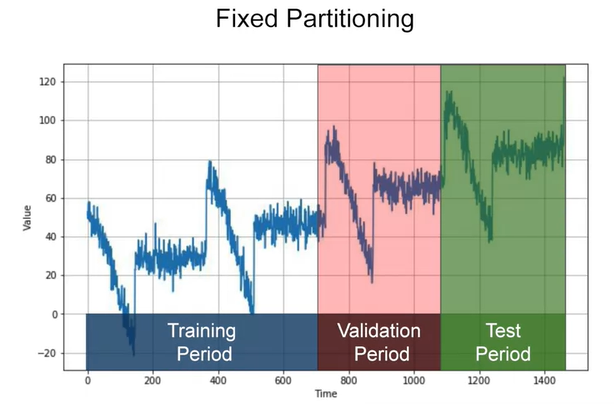 Fixed Partitioning
120
100
80
60
40
20
0
−20
Value
Training
Period
Validation
Period
Test
Period
0
200
400
600
800
1000
1200
1400
Time